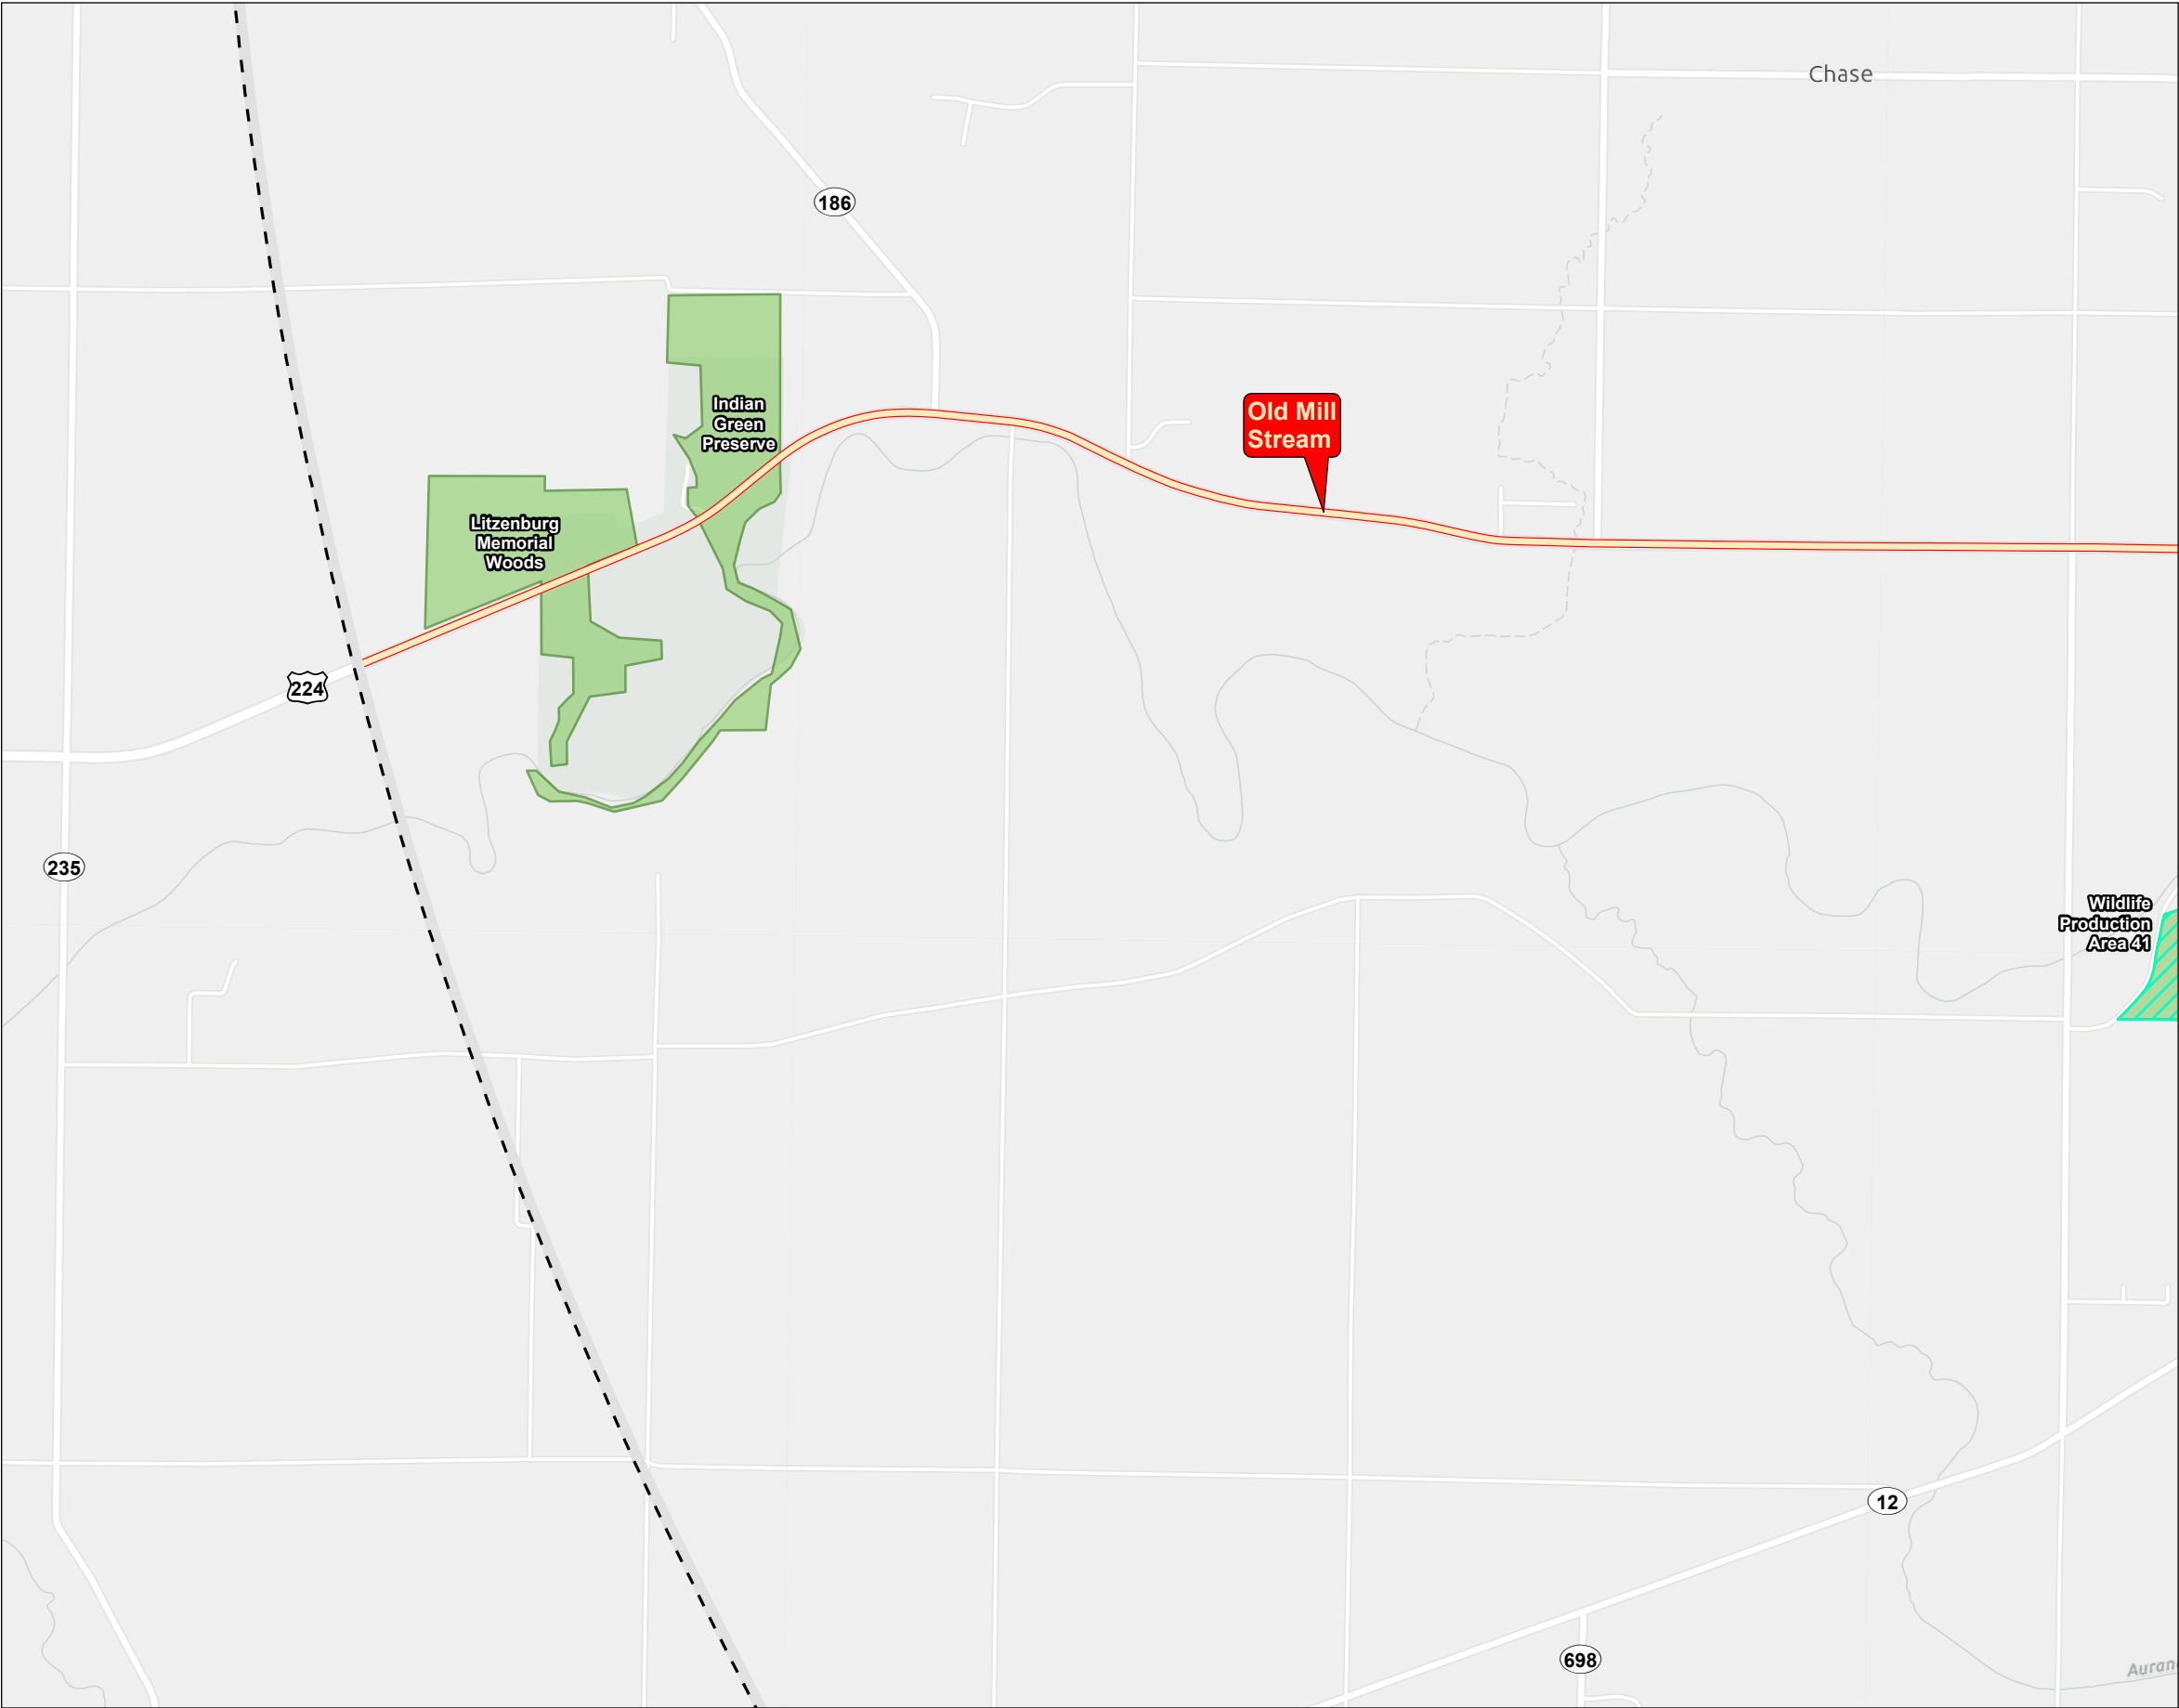 Chase
186
Indian
Green
Preserve
Old Mill
Stream
Litzenburg
Memorial
Woods
224
235
Wildlife
Production
Area 41
12
698
Auran